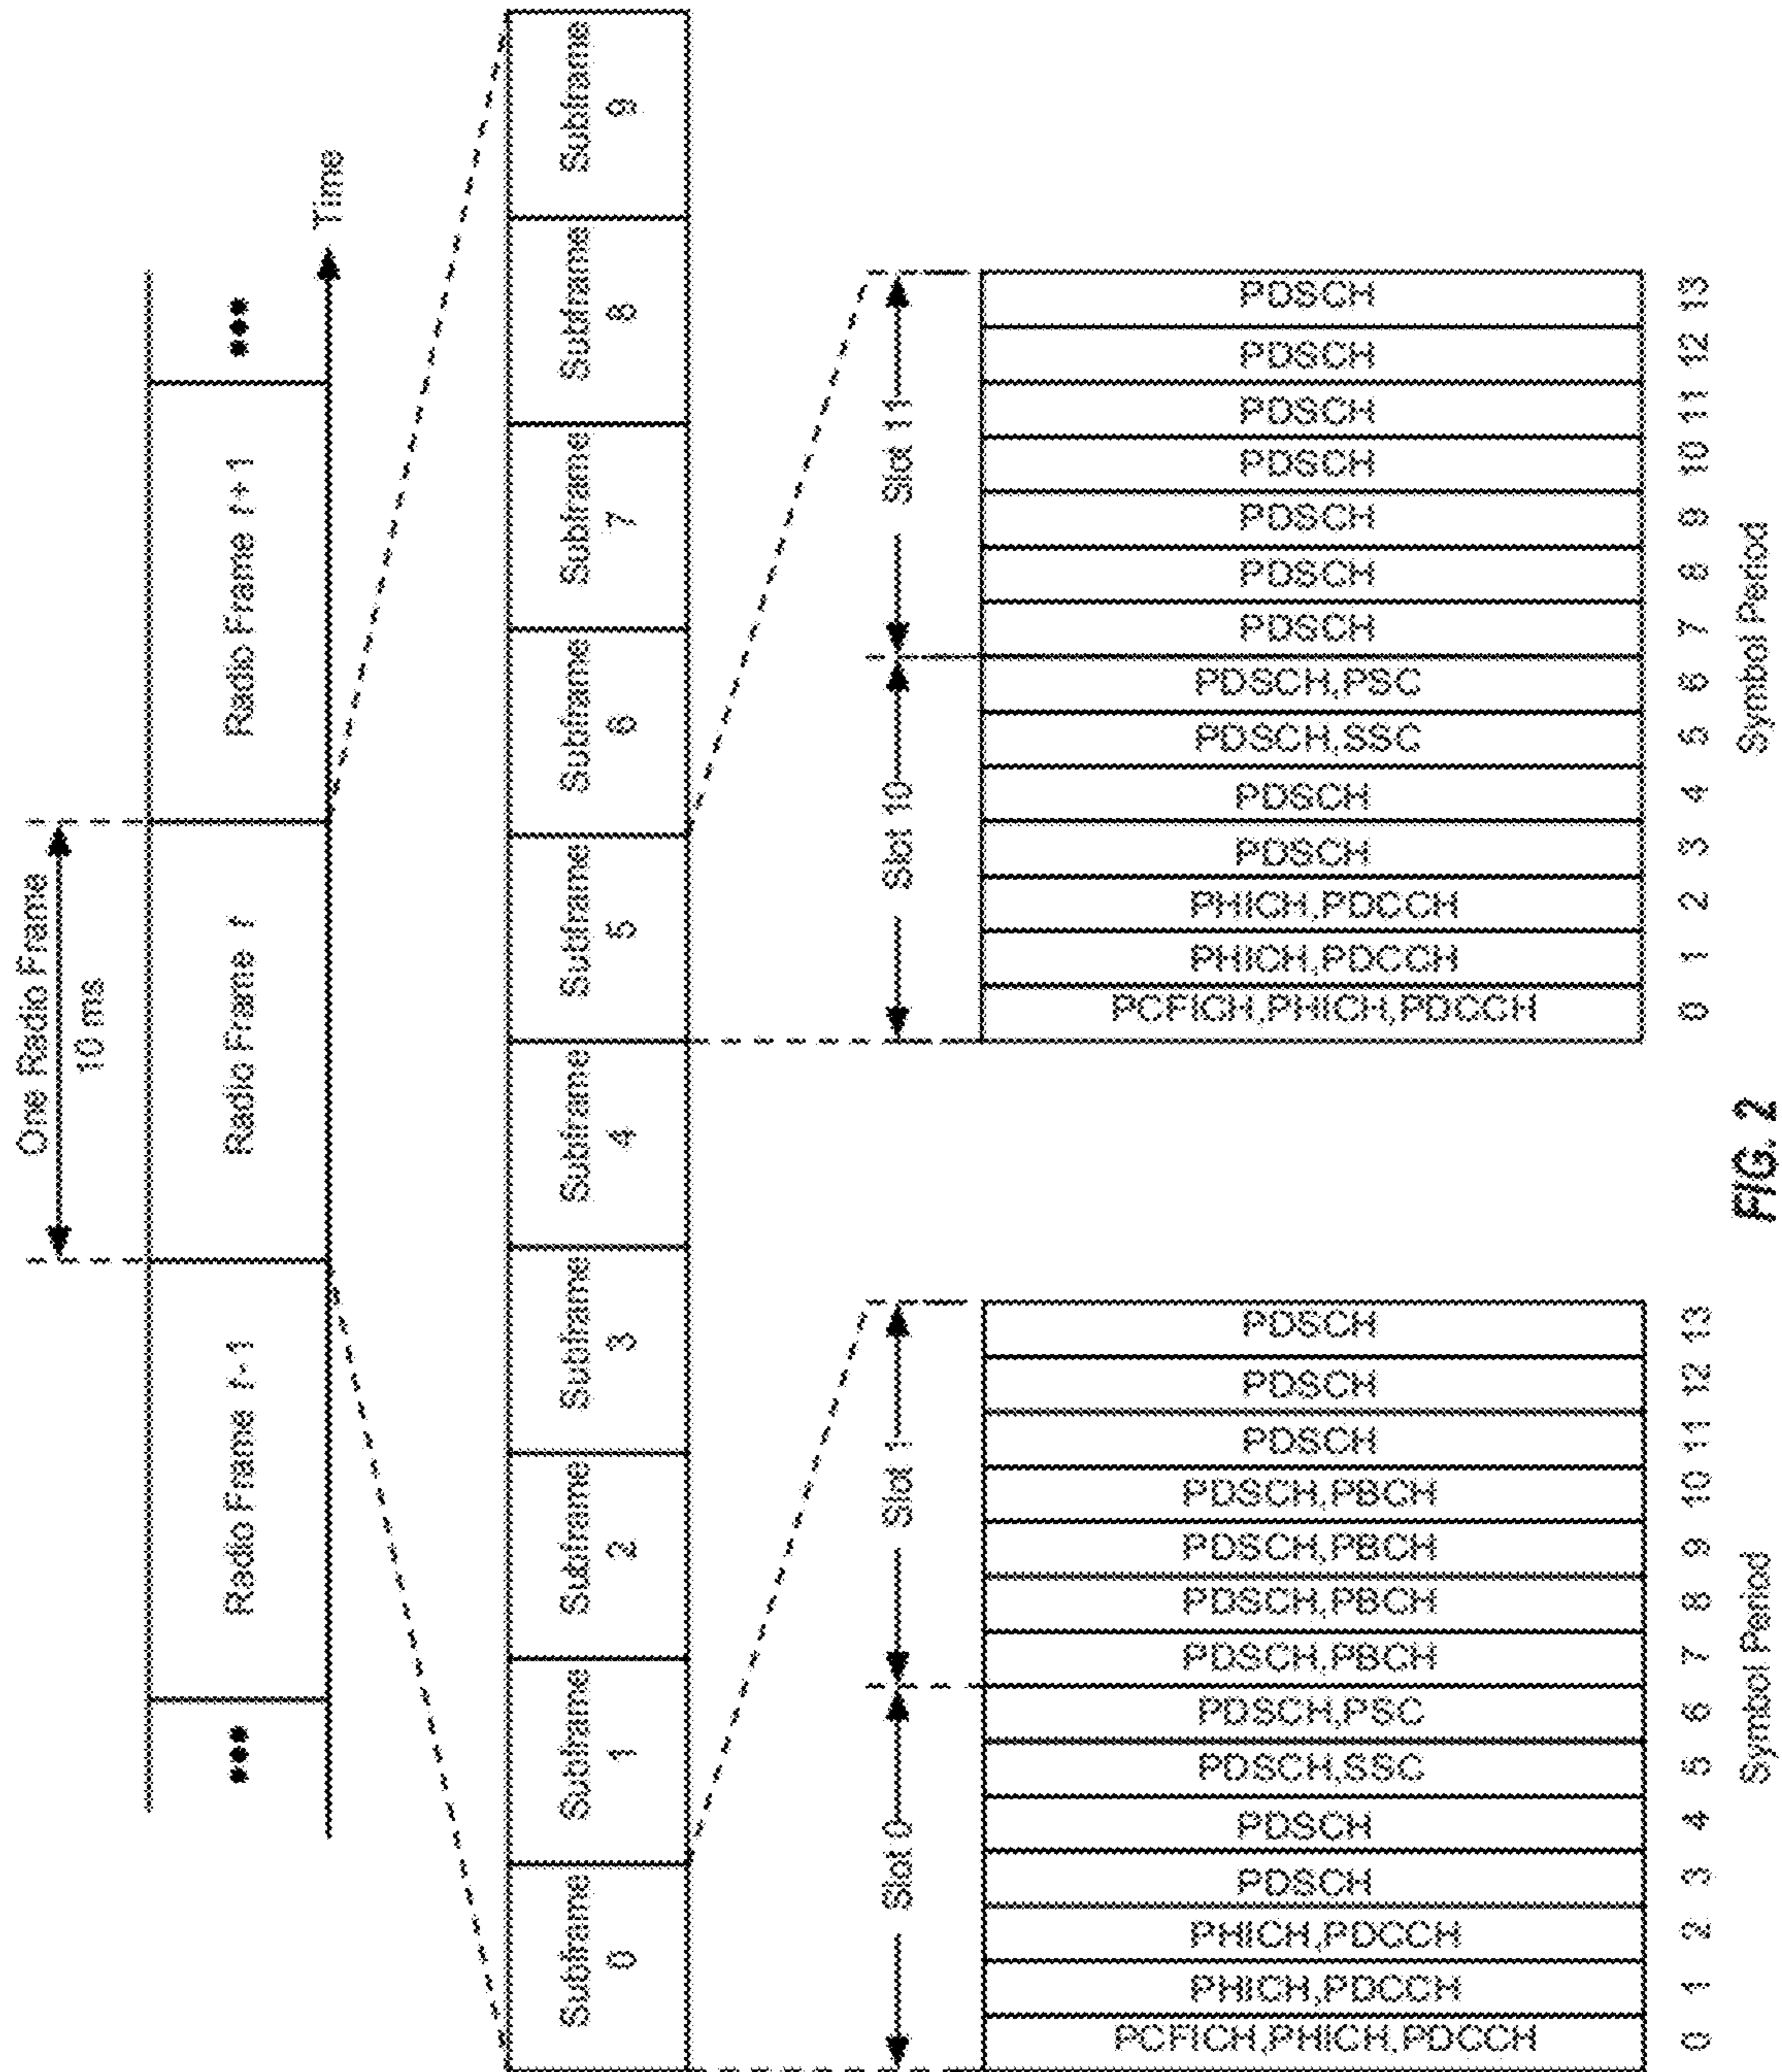 One Radio Frame
10 ms
••• Radio Frame t - 1 Radio Frame t Radio Frame t + 1 •••
Time
Subframe 0 Subframe 1 Subframe 2 Subframe 3 Subframe 4 Subframe 5 Subframe 6 Subframe 7 Subframe 8 Subframe 9
Slot 0 Slot 1
PCFICH,PHICH,PDCCH
PHICH,PDCCH
PHICH,PDCCH
PDSCH
PDSCH
PDSCH,SSC
PDSCH,PSC
PDSCH,PBCH
PDSCH,PBCH
PDSCH,PBCH
PDSCH,PBCH
PDSCH
PDSCH
PDSCH
0 1 2 3 4 5 6 7 8 9 10 11 12 13
Symbol Period
Slot 10 Slot 11
PCFICH,PHICH,PDCCH
PHICH,PDCCH
PHICH,PDCCH
PDSCH
PDSCH
PDSCH,SSC
PDSCH,PSC
PDSCH
PDSCH
PDSCH
PDSCH
PDSCH
PDSCH
PDSCH
0 1 2 3 4 5 6 7 8 9 10 11 12 13
Symbol Period
FIG. 2